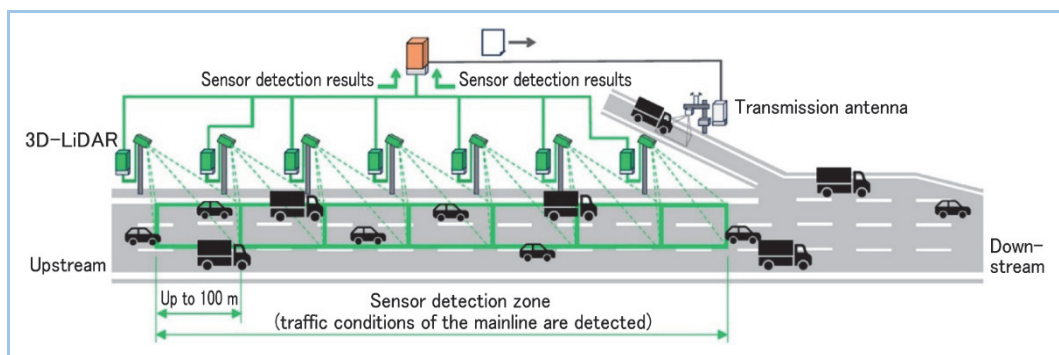 Sensor detection results
Sensor detection results
Transmission antenna
3D-LiDAR
Upstream
Down-
stream
Up to 100 m
Sensor detection zone
(traffic conditions of the mainline are detected)